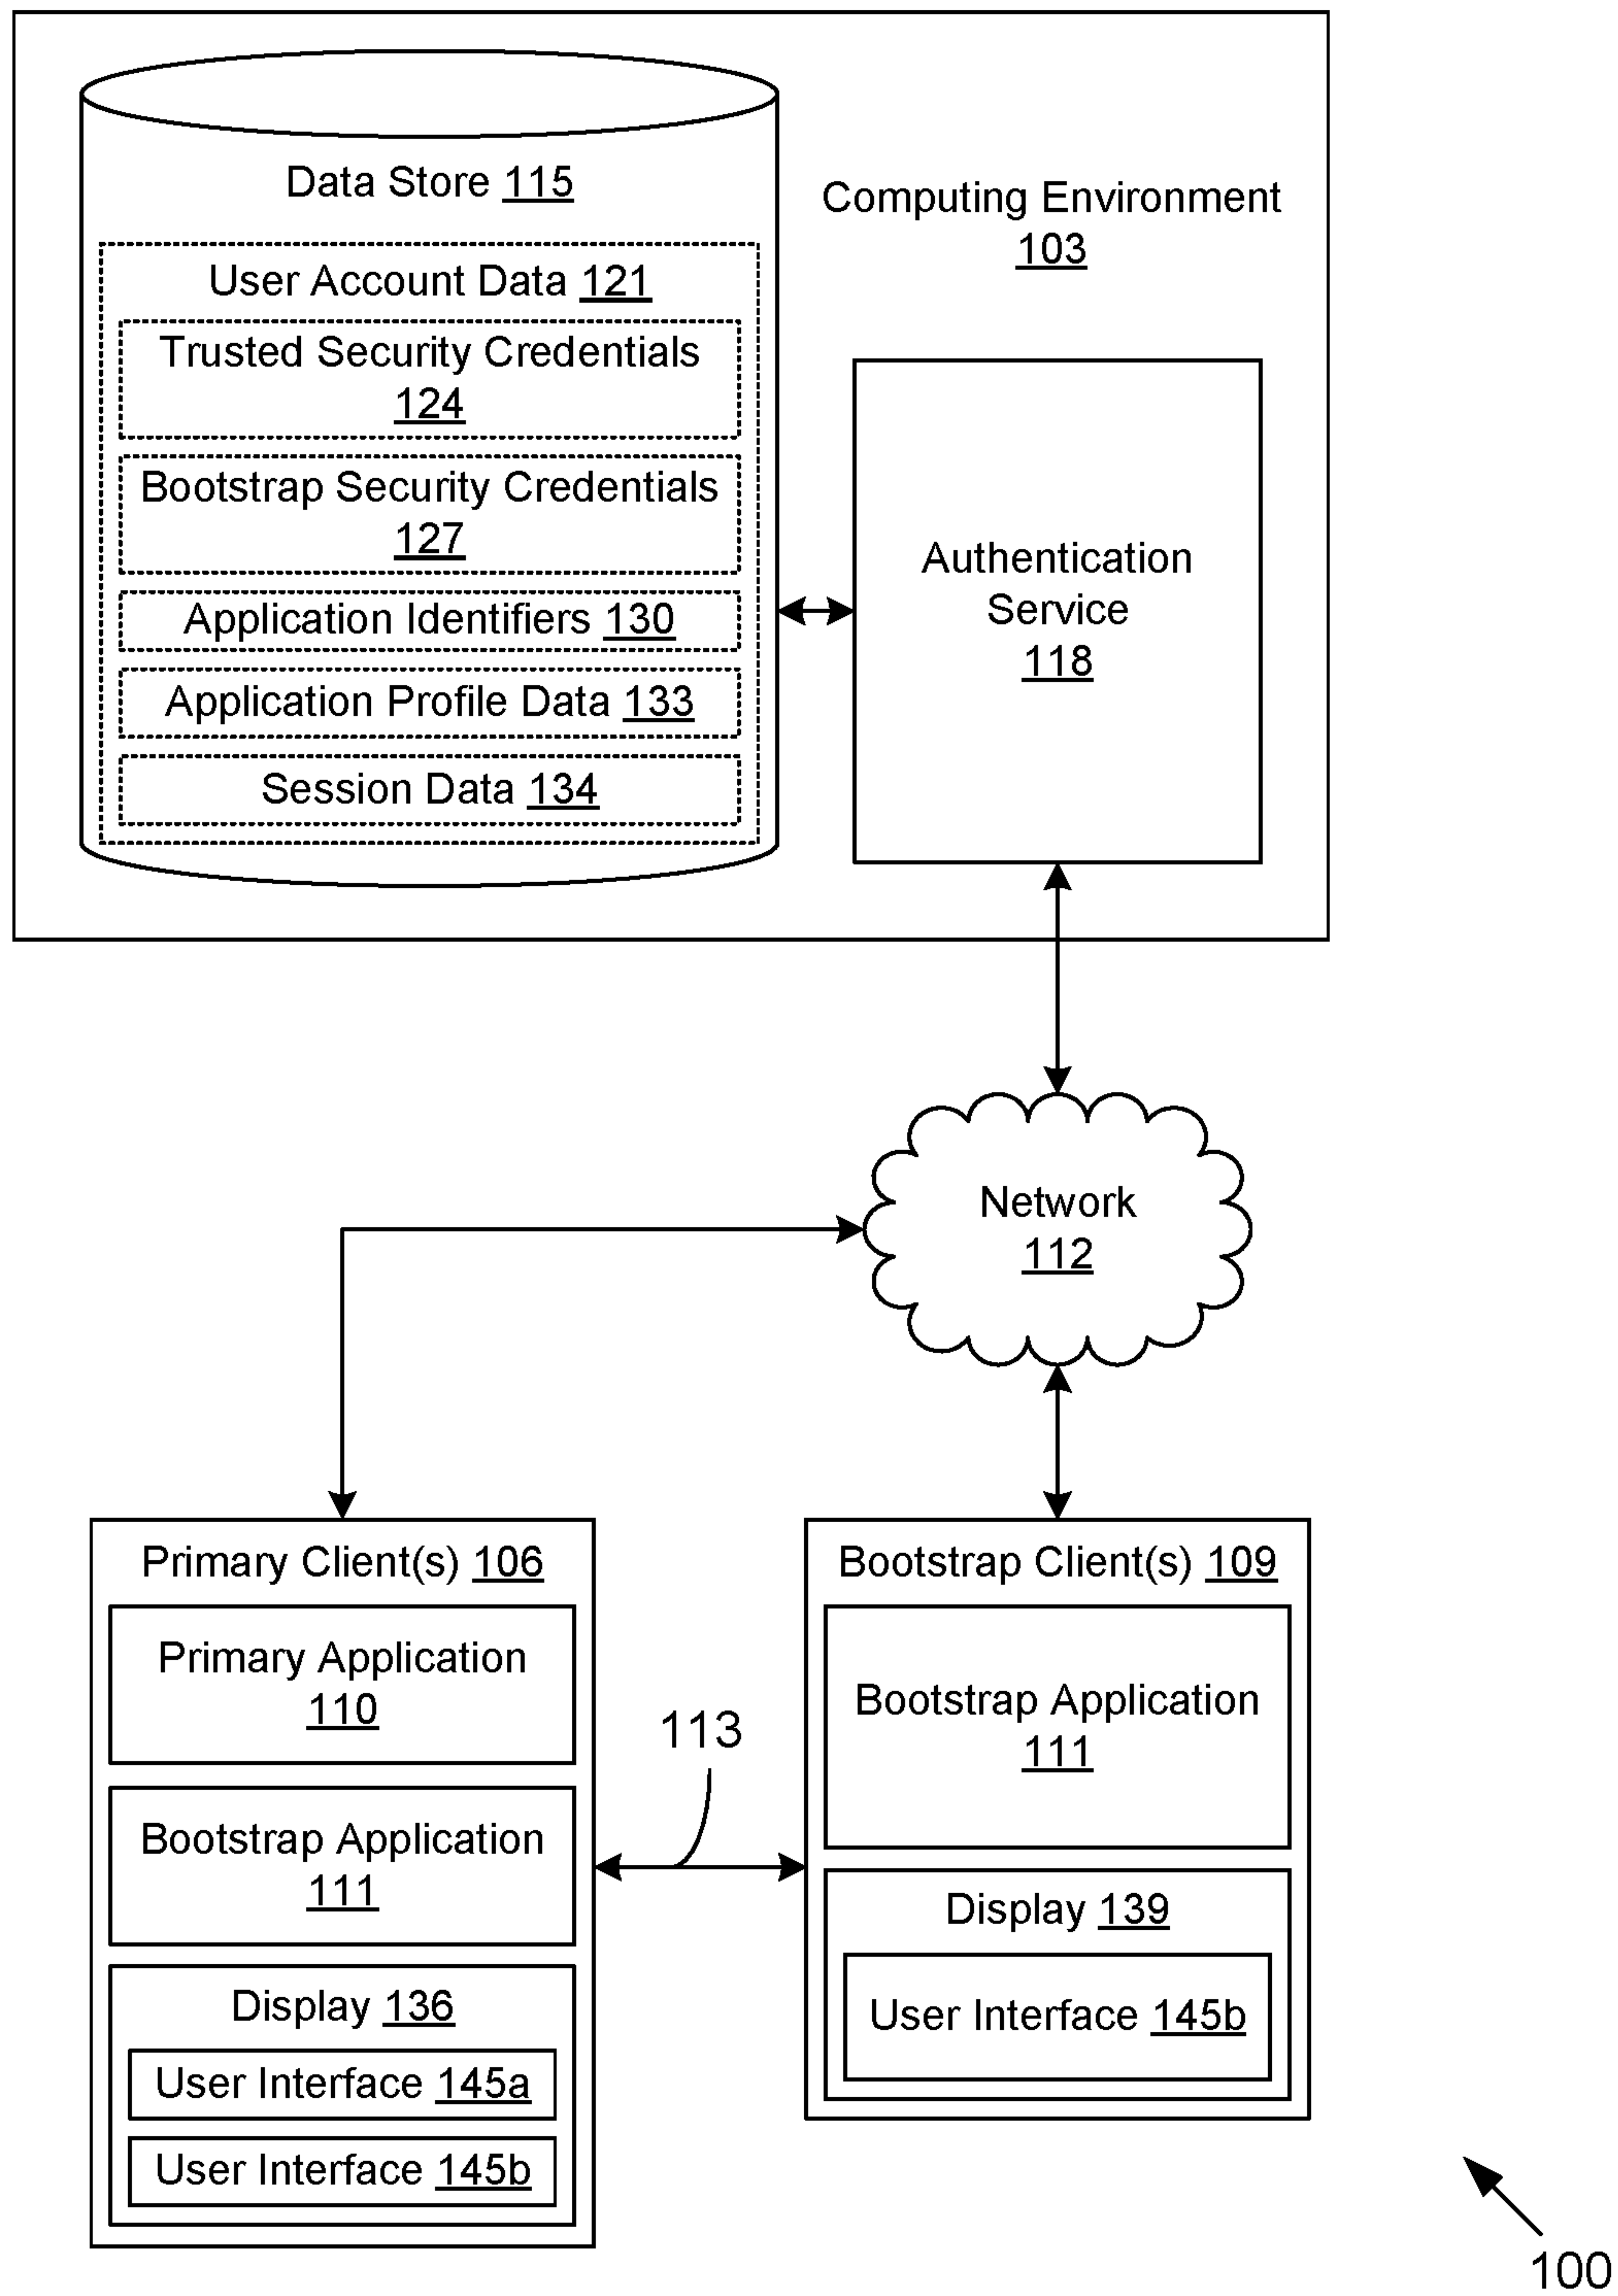 Data Store 115
Computing Environment
103
User Account Data 121
Trusted Security Credentials
124
Bootstrap Security Credentials
127
Application Identifiers 130
Application Profile Data 133
Session Data 134
Authentication
Service
118
Network
112
Primary Client(s) 106
Primary Application
110
Bootstrap Application
111
Display 136
User Interface 145a
User Interface 145b
113
Bootstrap Client(s) 109
Bootstrap Application
111
Display 139
User Interface 145b
100